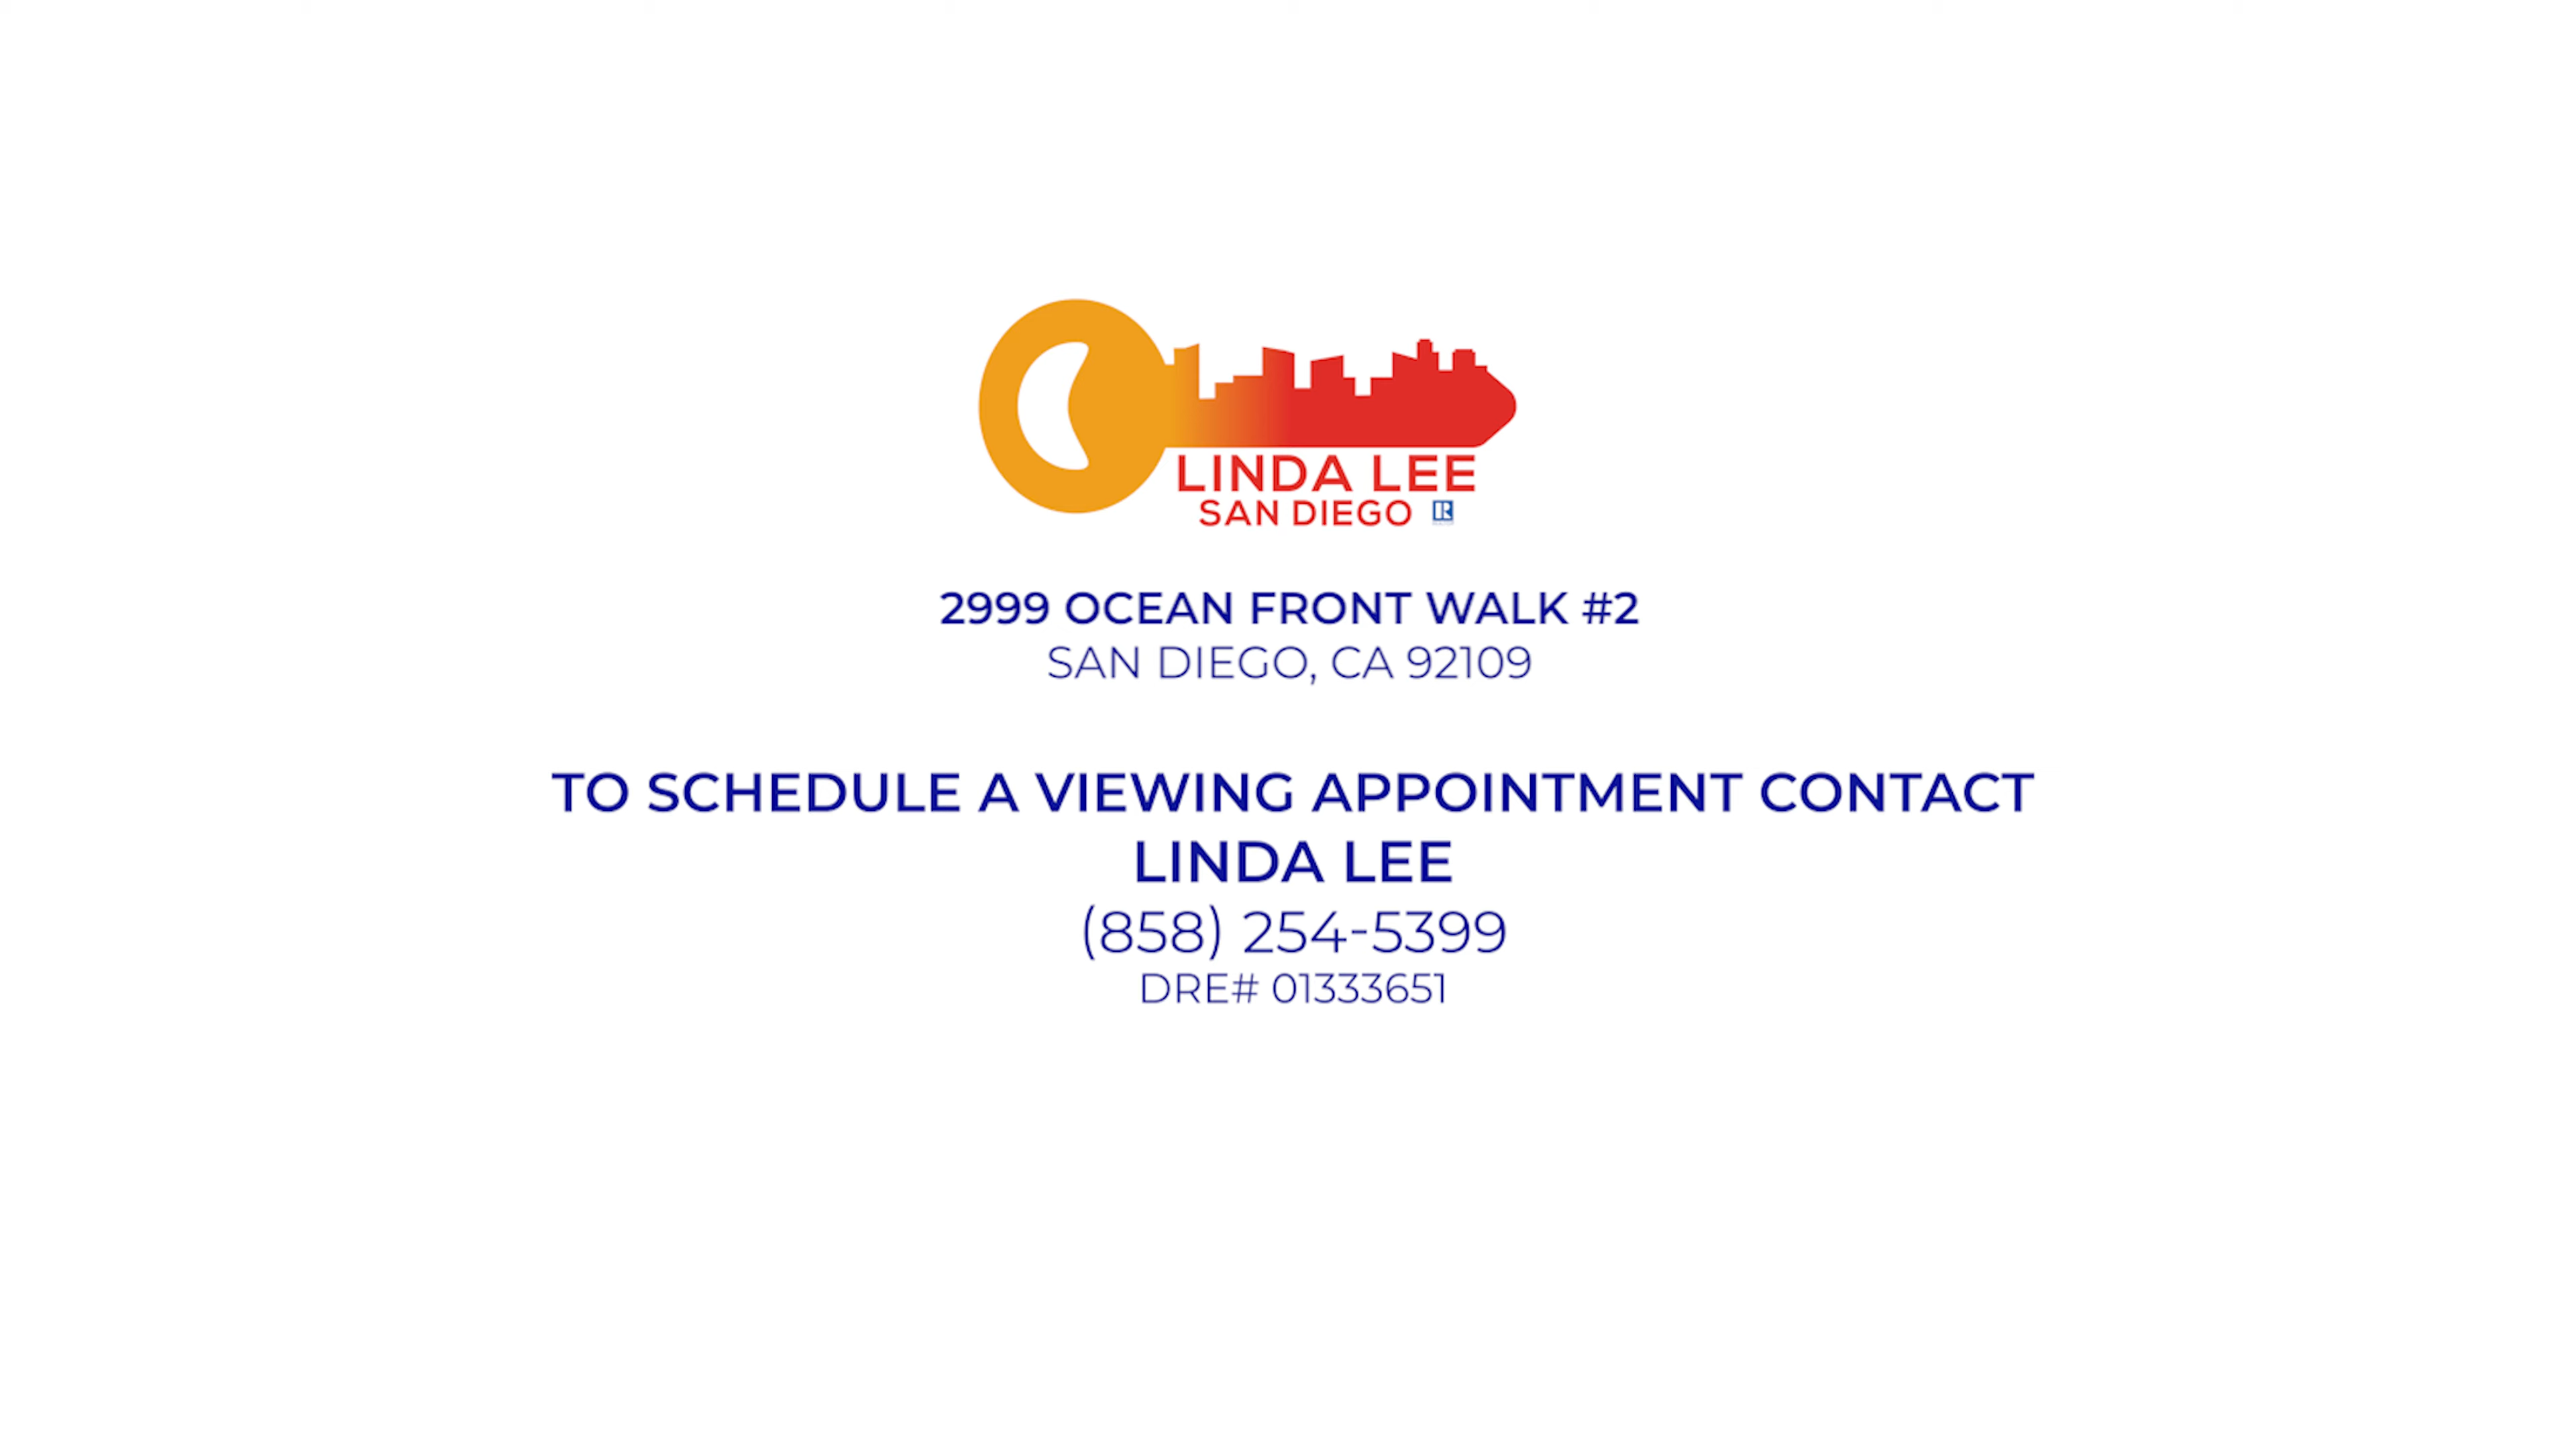 LINDA LEE
SAN DIEGO
2999 OCEAN FRONT WALK #2
SAN DIEGO, CA 92109
TO SCHEDULE A VIEWING APPOINTMENT CONTACT
LINDA LEE
(858) 254-5399
DRE# 01333651